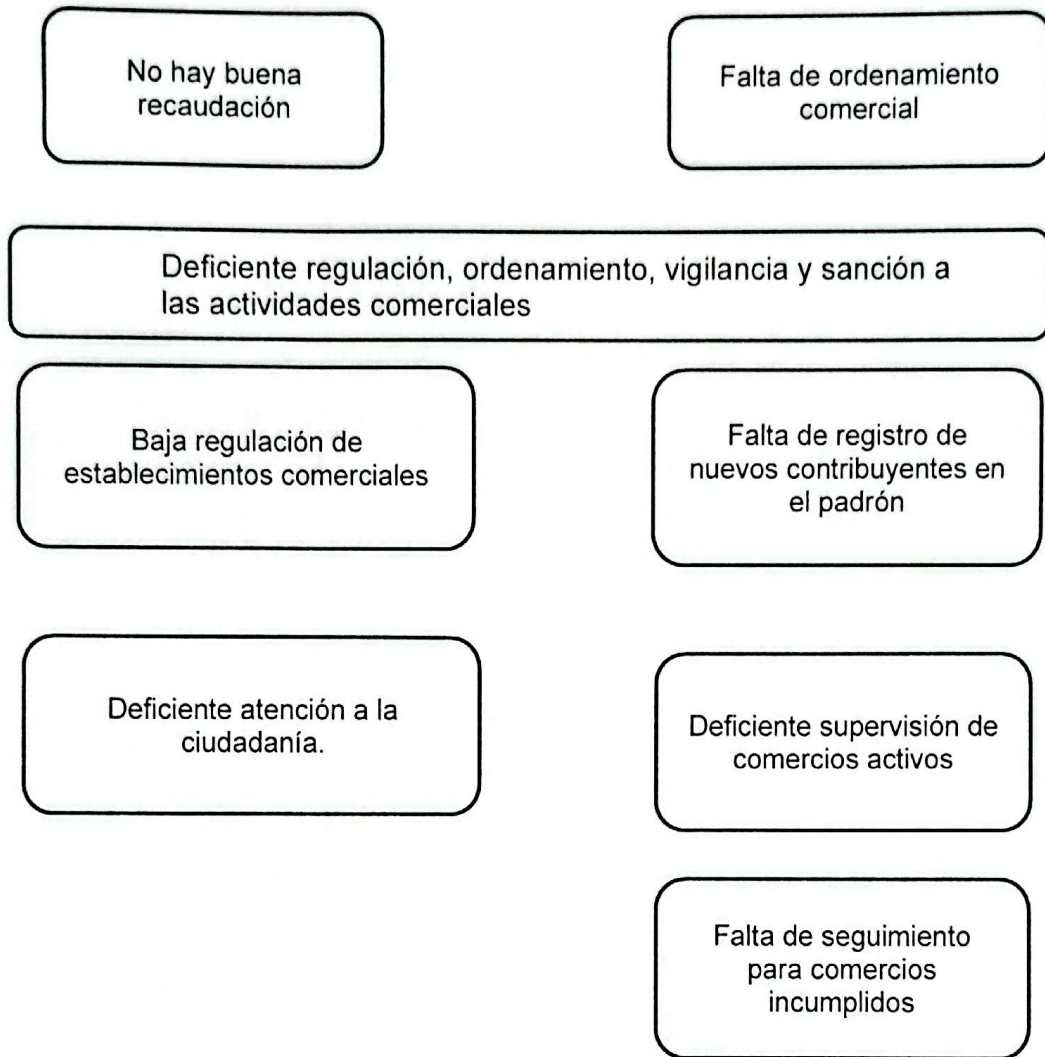 No hay buena
recaudación
Falta de ordenamiento
comercial
Deficiente regulación, ordenamiento, vigilancia y sanción a
las actividades comerciales
Baja regulación de
establecimientos comerciales
Falta de registro de
nuevos contribuyentes en
el padrón
Deficiente atención a la
ciudadanía.
Deficiente supervisión de
comercios activos
Falta de seguimiento
para comercios
incumplidos